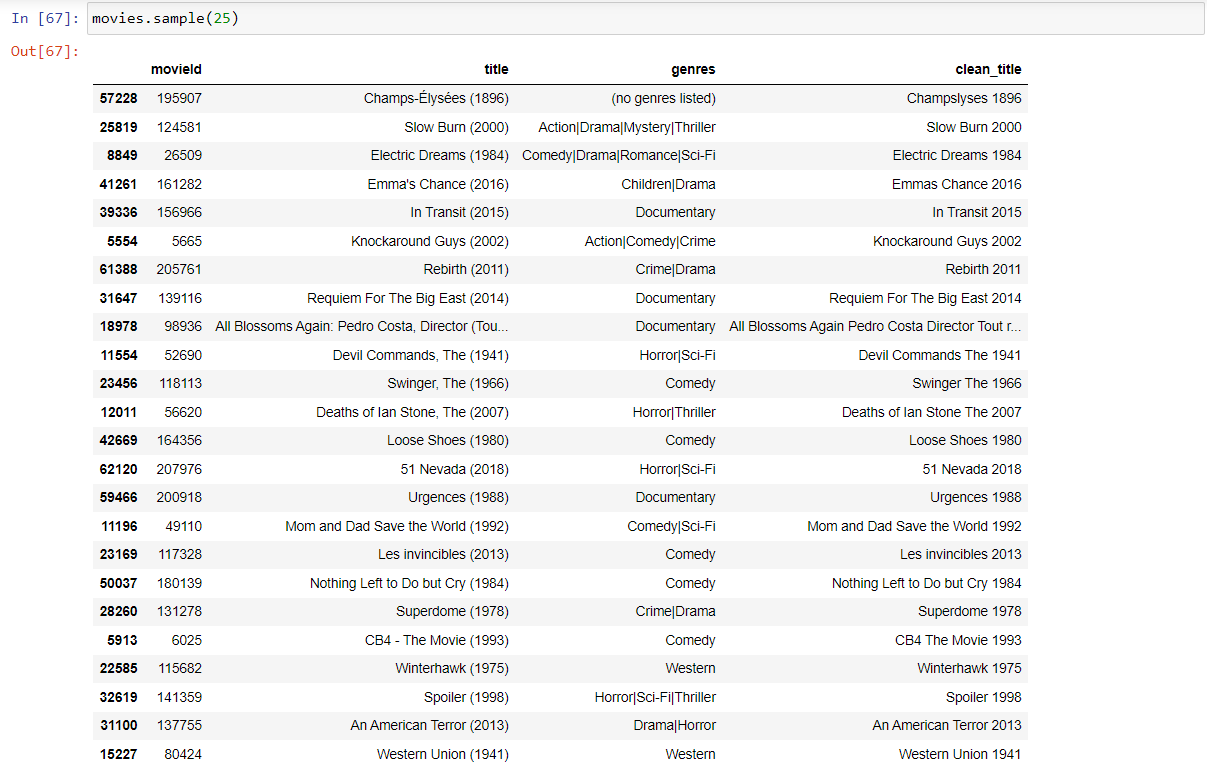 In [67]: movies.sample(25)
Out[67]:
movieId title genres clean_title
57228 195907 Champs-Élysées (1896) (no genres listed) Champslyses 1896
25819 124581 Slow Burn (2000) Action|Drama|Mystery|Thriller Slow Burn 2000
8849 26509 Electric Dreams (1984) Comedy|Drama|Romance|Sci-Fi Electric Dreams 1984
41261 161282 Emma's Chance (2016) Children|Drama Emmas Chance 2016
39336 156966 In Transit (2015) Documentary In Transit 2015
5554 5665 Knockaround Guys (2002) Action|Comedy|Crime Knockaround Guys 2002
61388 205761 Rebirth (2011) Crime|Drama Rebirth 2011
31647 139116 Requiem For The Big East (2014) Documentary Requiem For The Big East 2014
18978 98936 All Blossoms Again: Pedro Costa, Director (Tou... Documentary All Blossoms Again Pedro Costa Director Tout r...
11554 52690 Devil Commands, The (1941) Horror|Sci-Fi Devil Commands The 1941
23456 118113 Swinger, The (1966) Comedy Swinger The 1966
12011 56620 Deaths of Ian Stone, The (2007) Horror|Thriller Deaths of Ian Stone The 2007
42669 164356 Loose Shoes (1980) Comedy Loose Shoes 1980
62120 207976 51 Nevada (2018) Horror|Sci-Fi 51 Nevada 2018
59466 200918 Urgences (1988) Documentary Urgences 1988
11196 49110 Mom and Dad Save the World (1992) Comedy|Sci-Fi Mom and Dad Save the World 1992
23169 117328 Les invincibles (2013) Comedy Les invincibles 2013
50037 180139 Nothing Left to Do but Cry (1984) Comedy Nothing Left to Do but Cry 1984
28260 131278 Superdome (1978) Crime|Drama Superdome 1978
5913 6025 CB4 - The Movie (1993) Comedy CB4 The Movie 1993
22585 115682 Winterhawk (1975) Western Winterhawk 1975
32619 141359 Spoiler (1998) Horror|Sci-Fi|Thriller Spoiler 1998
31100 137755 An American Terror (2013) Drama|Horror An American Terror 2013
15227 80424 Western Union (1941) Western Western Union 1941